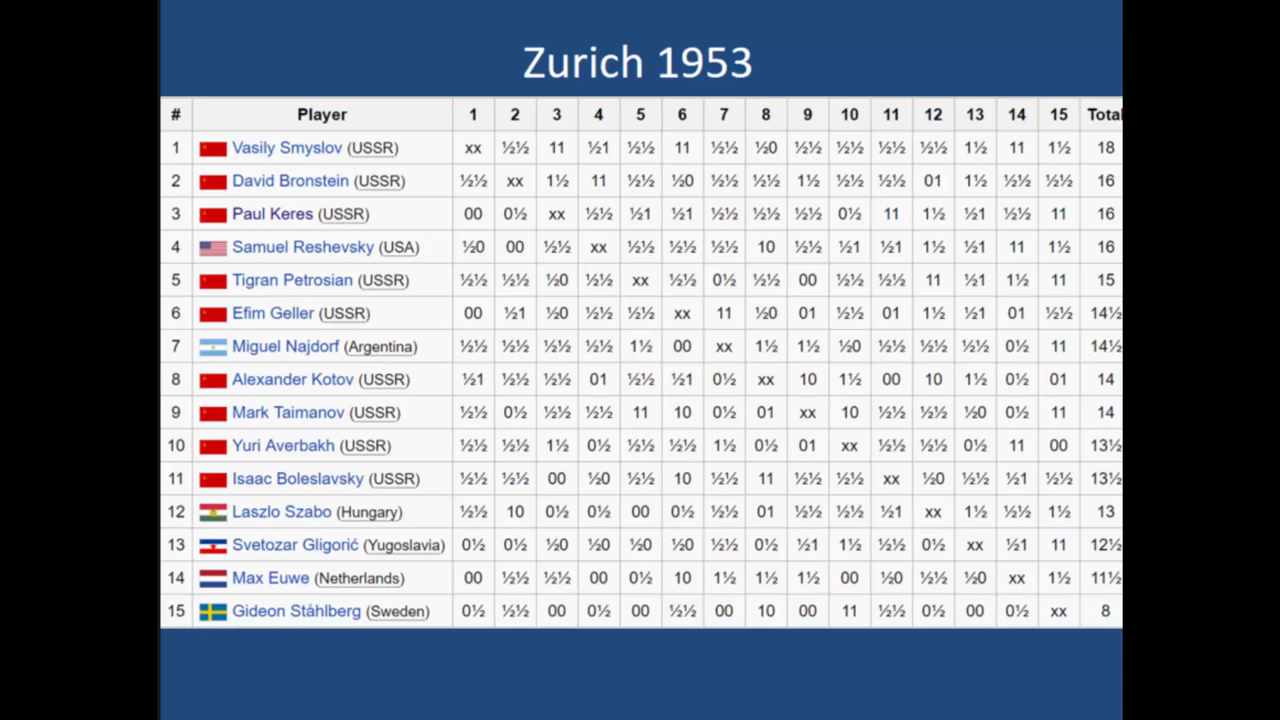 Zurich 1953
# Player 1 2 3 4 5 6 7 8 9 10 11 12 13 14 15 Total
1 Vasily Smyslov (USSR) xx ½½ 11 ½1 ½½ 11 ½½ ½0 ½½ ½½ ½½ ½½ 1½ 11 1½ 18
2 David Bronstein (USSR) ½½ xx 1½ 11 ½½ ½0 ½½ ½½ 1½ ½½ ½½ 01 1½ ½½ ½½ 16
3 Paul Keres (USSR) 00 0½ xx ½½ ½1 ½1 ½½ ½½ ½½ 0½ 11 1½ ½1 ½½ 11 16
4 Samuel Reshevsky (USA) ½0 00 ½½ xx ½½ ½½ ½½ 10 ½½ ½1 ½1 1½ ½1 11 1½ 16
5 Tigran Petrosian (USSR) ½½ ½½ ½0 ½½ xx ½½ 0½ ½½ 00 ½½ ½½ 11 ½1 1½ 11 15
6 Efim Geller (USSR) 00 ½1 ½0 ½½ ½½ xx 11 ½0 01 ½½ 01 1½ ½1 01 ½½ 14½
7 Miguel Najdorf (Argentina) ½½ ½½ ½½ ½½ 1½ 00 xx 1½ 1½ ½0 ½½ ½½ ½½ 0½ 11 14½
8 Alexander Kotov (USSR) ½1 ½½ ½½ 01 ½½ ½1 0½ xx 10 1½ 00 10 1½ 0½ 01 14
9 Mark Taimanov (USSR) ½½ 0½ ½½ ½½ 11 10 0½ 01 xx 10 ½½ ½½ ½0 0½ 11 14
10 Yuri Averbakh (USSR) ½½ ½½ 1½ 0½ ½½ ½½ 1½ 0½ 01 xx ½½ ½½ 0½ 11 00 13½
11 Isaac Boleslavsky (USSR) ½½ ½½ 00 ½0 ½½ 10 ½½ 11 ½½ ½½ xx ½0 ½½ ½1 ½½ 13½
12 Laszlo Szabo (Hungary) ½½ 10 0½ 0½ 00 0½ ½½ 01 ½½ ½½ ½1 xx 1½ ½½ 1½ 13
13 Svetozar Gligorić (Yugoslavia) 0½ 0½ ½0 ½0 ½0 ½0 ½½ 0½ ½1 1½ ½½ 0½ xx ½1 11 12½
14 Max Euwe (Netherlands) 00 ½½ ½½ 00 0½ 10 1½ 1½ 1½ 00 ½0 ½½ ½0 xx 1½ 11½
15 Gideon Ståhlberg (Sweden) 0½ ½½ 00 0½ 00 ½½ 00 10 00 11 ½½ 0½ 00 0½ xx 8